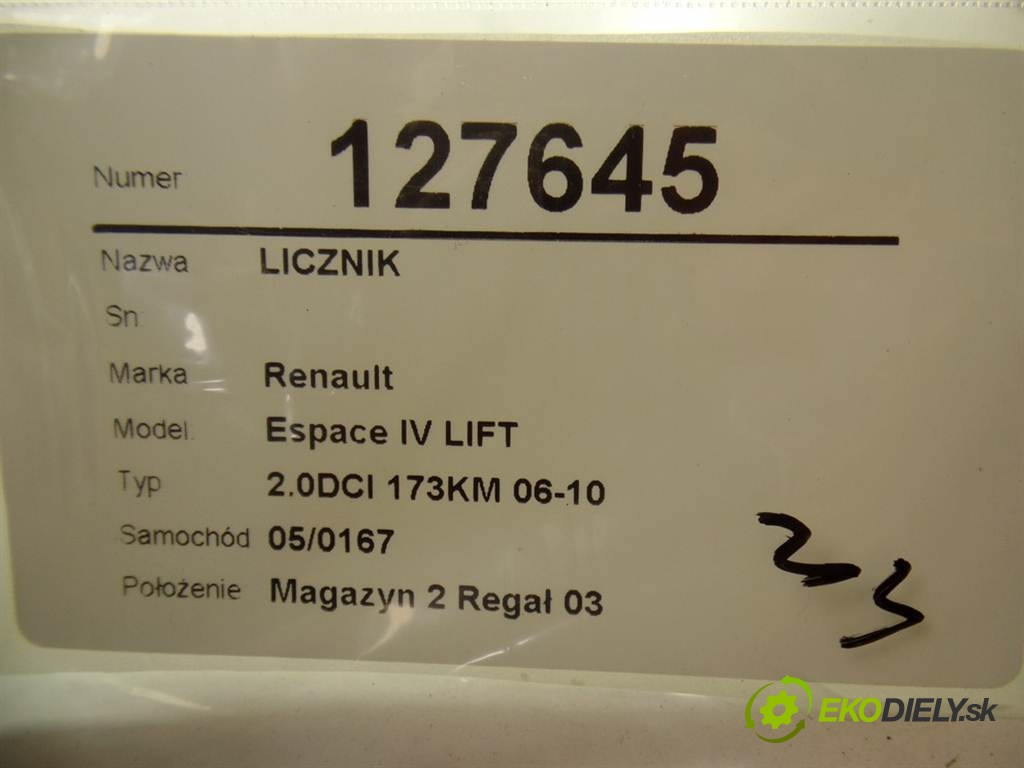 Numer 127645
Nazwa LICZNIK
Sn.
Marka Renault
Model. Espace IV LIFT
Typ 2.0DCI 173KM 06-10
Samochód 05/0167
Położenie Magazyn 2 Regał 03
EKODIELY.sk